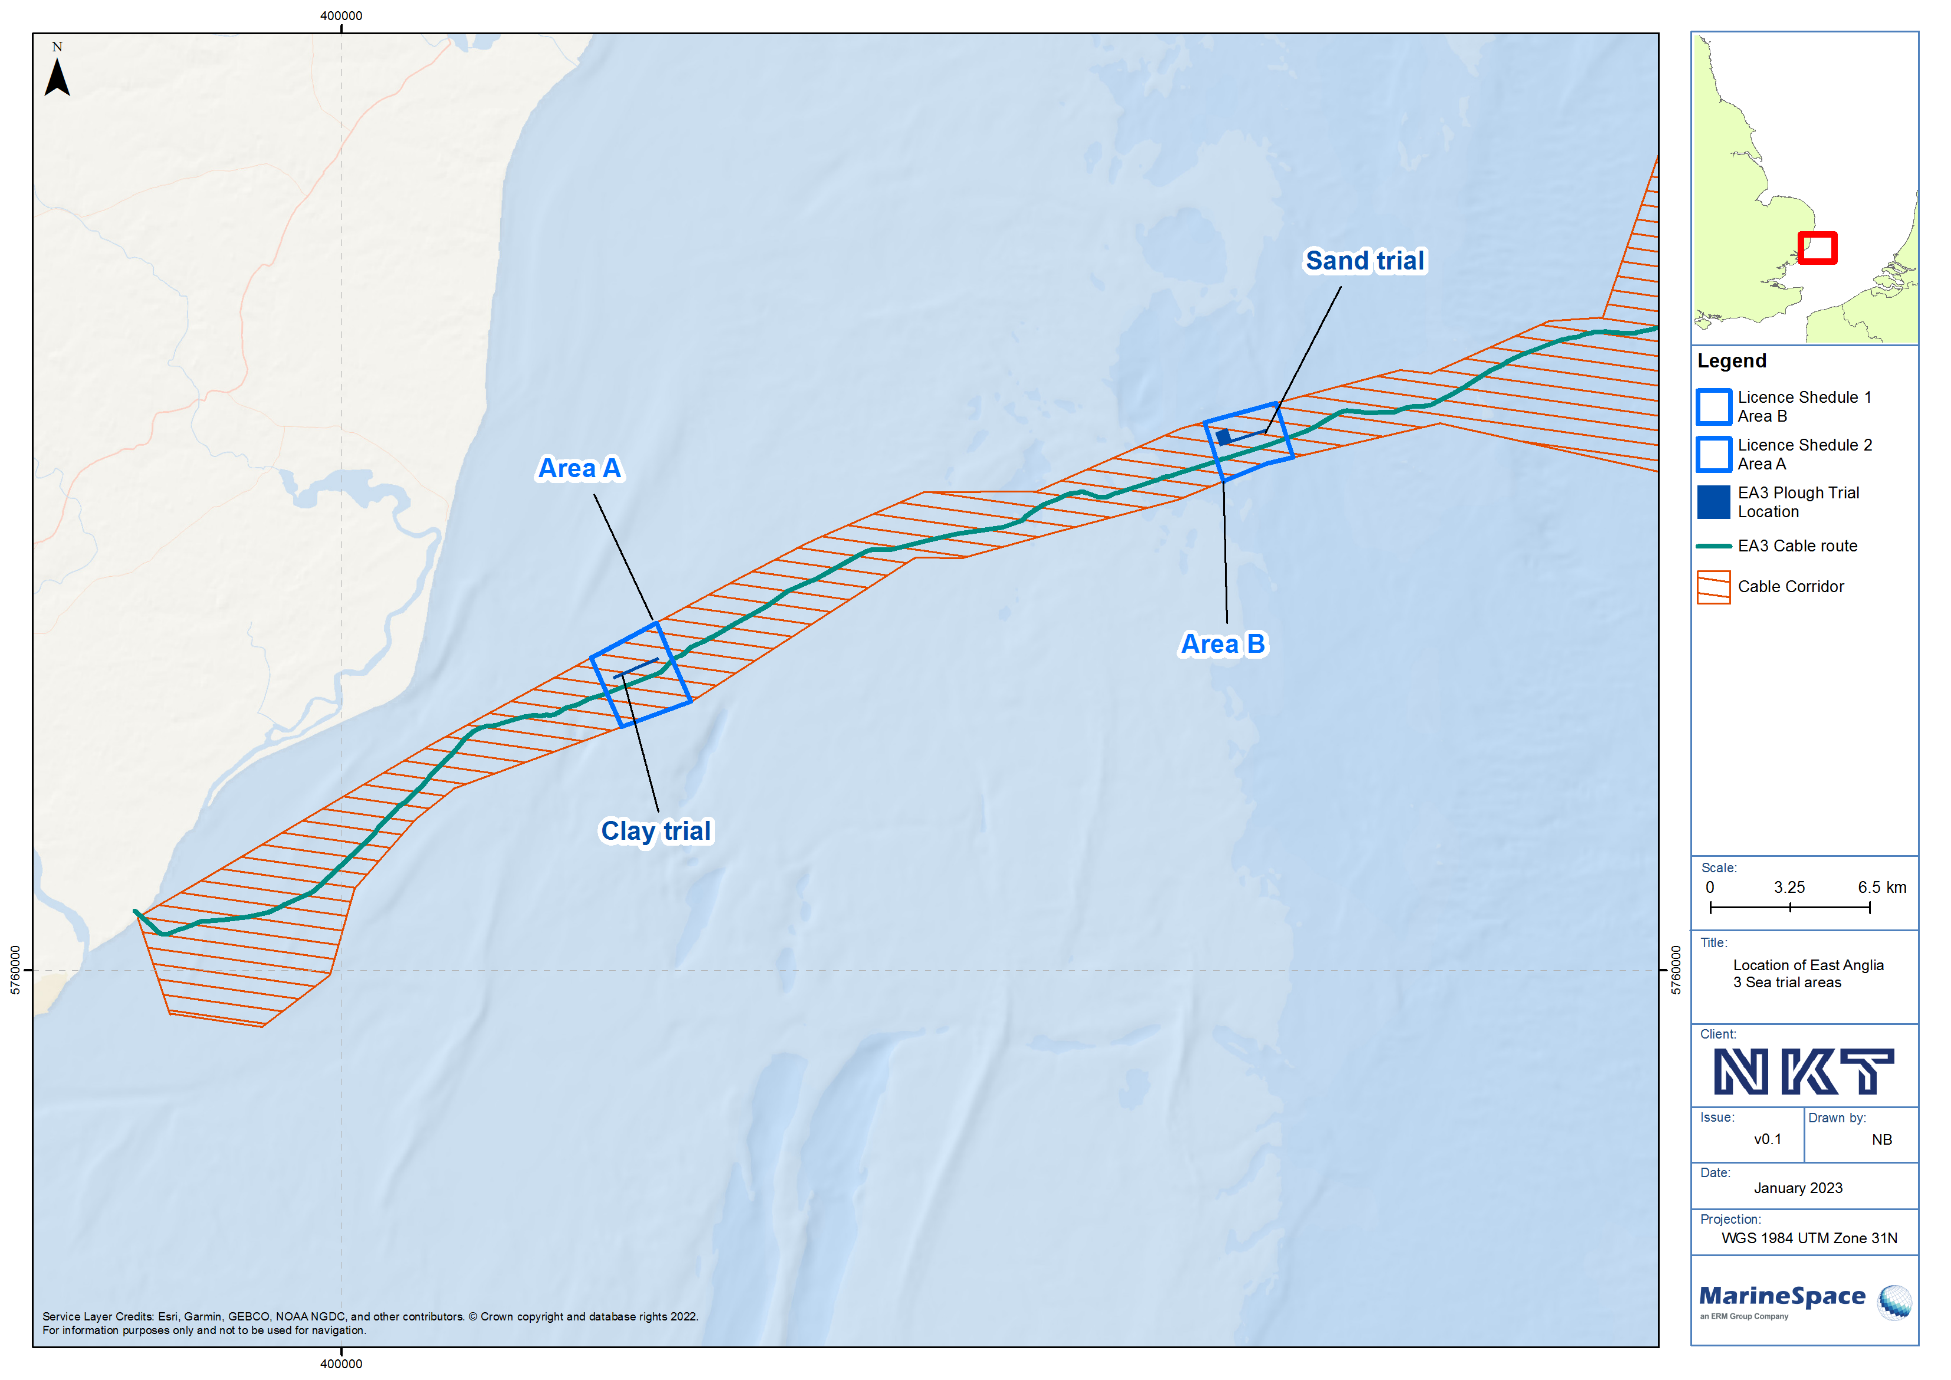 400000
N
Sand trial
Area A
Area B
Clay trial
5760000
5760000
Service Layer Credits: Esri, Garmin, GEBCO, NOAA NGDC, and other contributors. © Crown copyright and database rights 2022.
For information purposes only and not to be used for navigation.
400000
Legend
Licence Shedule 1
Area B
Licence Shedule 2
Area A
EA3 Plough Trial
Location
EA3 Cable route
Cable Corridor
Scale:
0 3.25 6.5 km
Title:
Location of East Anglia
3 Sea trial areas
Client:
NKT
Issue: Drawn by:
v0.1 NB
Date:
January 2023
Projection:
WGS 1984 UTM Zone 31N
MarineSpace
an ERM Group Company